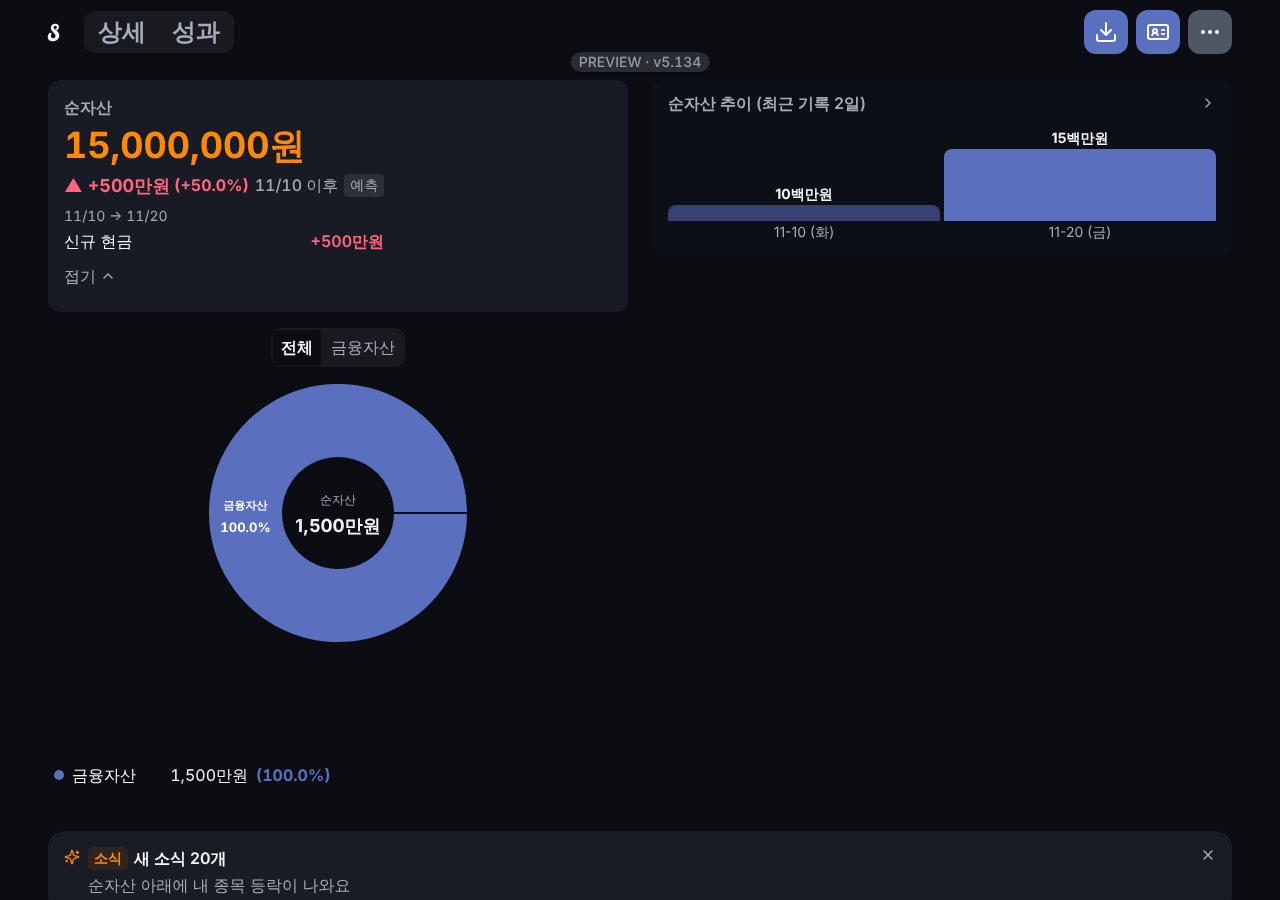 S
상세 성과
PREVIEW · v5.134
순자산
15,000,000원
▲ +500만원 (+50.0%) 11/10 이후 예측
11/10 → 11/20
신규 현금 +500만원
접기
순자산 추이 (최근 기록 2일)
15백만원
10백만원
11-10 (화) 11-20 (금)
전체 금융자산
금융자산
100.0%
순자산
1,500만원
금융자산 1,500만원 (100.0%)
소식 새 소식 20개
순자산 아래에 내 종목 등락이 나와요